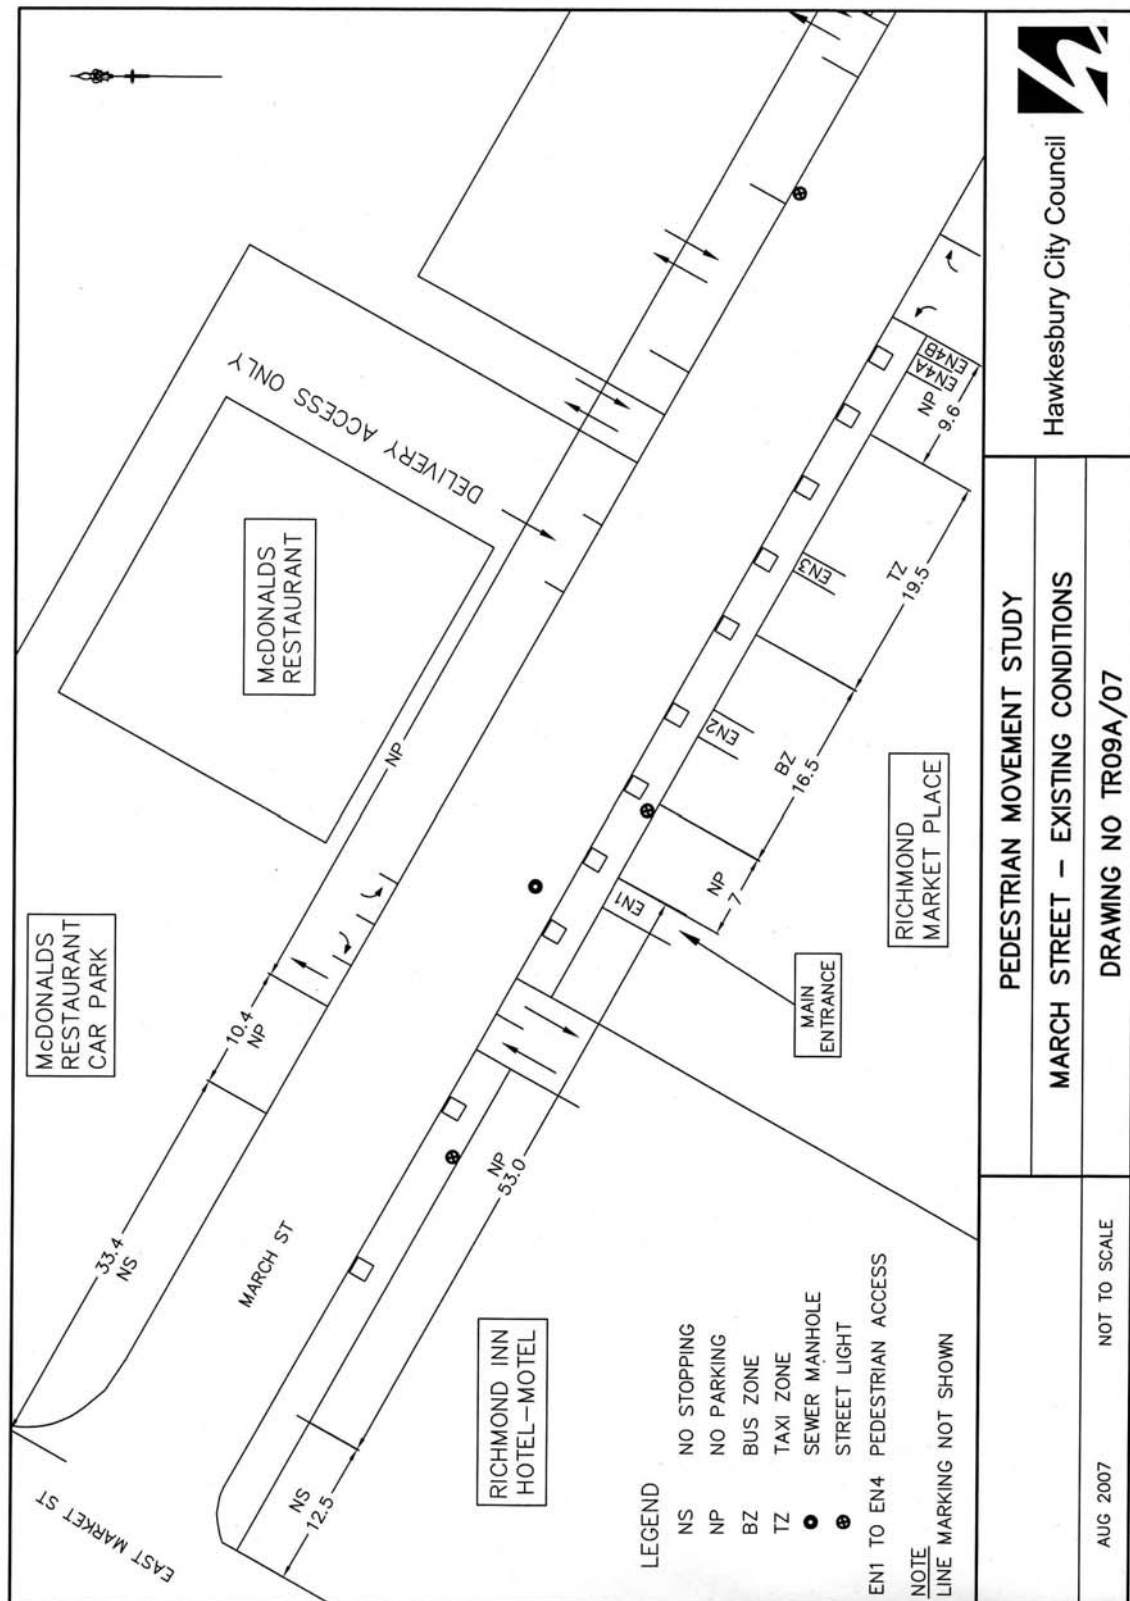 EAST MARKET ST
MARCH ST
33.4
NS
10.4
NP
McDONALDS
RESTAURANT
CAR PARK
NP
McDONALDS
RESTAURANT
DELIVERY ACCESS ONLY
NS
12.5
NP
53.0
RICHMOND INN
HOTEL-MOTEL
EN1
NP
7
MAIN
ENTRANCE
BZ
16.5
EN2
TZ
19.5
EN3
NP
9.6
EN4A
EN4B
RICHMOND
MARKET PLACE
LEGEND
NS NO STOPPING
NP NO PARKING
BZ BUS ZONE
TZ TAXI ZONE
SEWER MANHOLE
STREET LIGHT
EN1 TO EN4 PEDESTRIAN ACCESS
NOTE
LINE MARKING NOT SHOWN
AUG 2007
NOT TO SCALE
PEDESTRIAN MOVEMENT STUDY
MARCH STREET - EXISTING CONDITIONS
DRAWING NO TR09A/07
Hawkesbury City Council